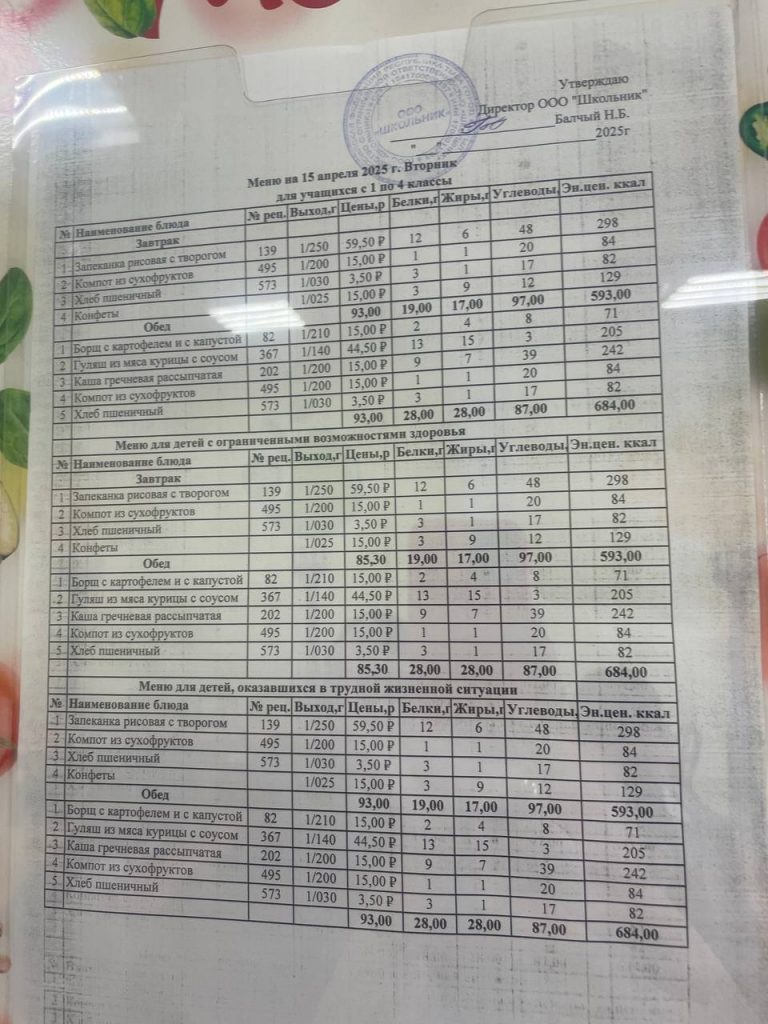 Утверждаю
Директор ООО "Школьник"
Балчый Н.Б.
" " 2025г
ООО
"ШКОЛЬНИК"
Меню на 15 апреля 2025 г. Вторник
для учащихся с 1 по 4 классы
№ Наименование блюда № рец. Выход,г Цены,р Белки,г Жиры,г Углеводы, Эн.цен. ккал
Завтрак
1 Запеканка рисовая с творогом 139 1/250 59,50 ₽ 12 6 48 298
2 Компот из сухофруктов 495 1/200 15,00 ₽ 1 1 20 84
3 Хлеб пшеничный 573 1/030 3,50 ₽ 3 1 17 82
4 Конфеты 1/025 15,00 ₽ 3 9 12 129
Обед 93,00 19,00 17,00 97,00 593,00
1 Борщ с картофелем и с капустой 82 1/210 15,00 ₽ 2 4 8 71
2 Гуляш из мяса курицы с соусом 367 1/140 44,50 ₽ 13 15 3 205
3 Каша гречневая рассыпчатая 202 1/200 15,00 ₽ 9 7 39 242
4 Компот из сухофруктов 495 1/200 15,00 ₽ 1 1 20 84
5 Хлеб пшеничный 573 1/030 3,50 ₽ 3 1 17 82
93,00 28,00 28,00 87,00 684,00
Меню для детей с ограниченными возможностями здоровья
№ Наименование блюда № рец. Выход,г Цены,р Белки,г Жиры,г Углеводы, Эн.цен. ккал
Завтрак
1 Запеканка рисовая с творогом 139 1/250 59,50 ₽ 12 6 48 298
2 Компот из сухофруктов 495 1/200 15,00 ₽ 1 1 20 84
3 Хлеб пшеничный 573 1/030 3,50 ₽ 3 1 17 82
4 Конфеты 1/025 15,00 ₽ 3 9 12 129
Обед 85,30 19,00 17,00 97,00 593,00
1 Борщ с картофелем и с капустой 82 1/210 15,00 ₽ 2 4 8 71
2 Гуляш из мяса курицы с соусом 367 1/140 44,50 ₽ 13 15 3 205
3 Каша гречневая рассыпчатая 202 1/200 15,00 ₽ 9 7 39 242
4 Компот из сухофруктов 495 1/200 15,00 ₽ 1 1 20 84
5 Хлеб пшеничный 573 1/030 3,50 ₽ 3 1 17 82
85,30 28,00 28,00 87,00 684,00
Меню для детей, оказавшихся в трудной жизненной ситуации
№ Наименование блюда № рец. Выход,г Цены,р Белки,г Жиры,г Углеводы, Эн.цен. ккал
1 Запеканка рисовая с творогом 139 1/250 59,50 ₽ 12 6 48 298
2 Компот из сухофруктов 495 1/200 15,00 ₽ 1 1 20 84
3 Хлеб пшеничный 573 1/030 3,50 ₽ 3 1 17 82
4 Конфеты 1/025 15,00 ₽ 3 9 12 129
Обед 93,00 19,00 17,00 97,00 593,00
1 Борщ с картофелем и с капустой 82 1/210 15,00 ₽ 2 4 8 71
2 Гуляш из мяса курицы с соусом 367 1/140 44,50 ₽ 13 15 3 205
3 Каша гречневая рассыпчатая 202 1/200 15,00 ₽ 9 7 39 242
4 Компот из сухофруктов 495 1/200 15,00 ₽ 1 1 20 84
5 Хлеб пшеничный 573 1/030 3,50 ₽ 3 1 17 82
93,00 28,00 28,00 87,00 684,00